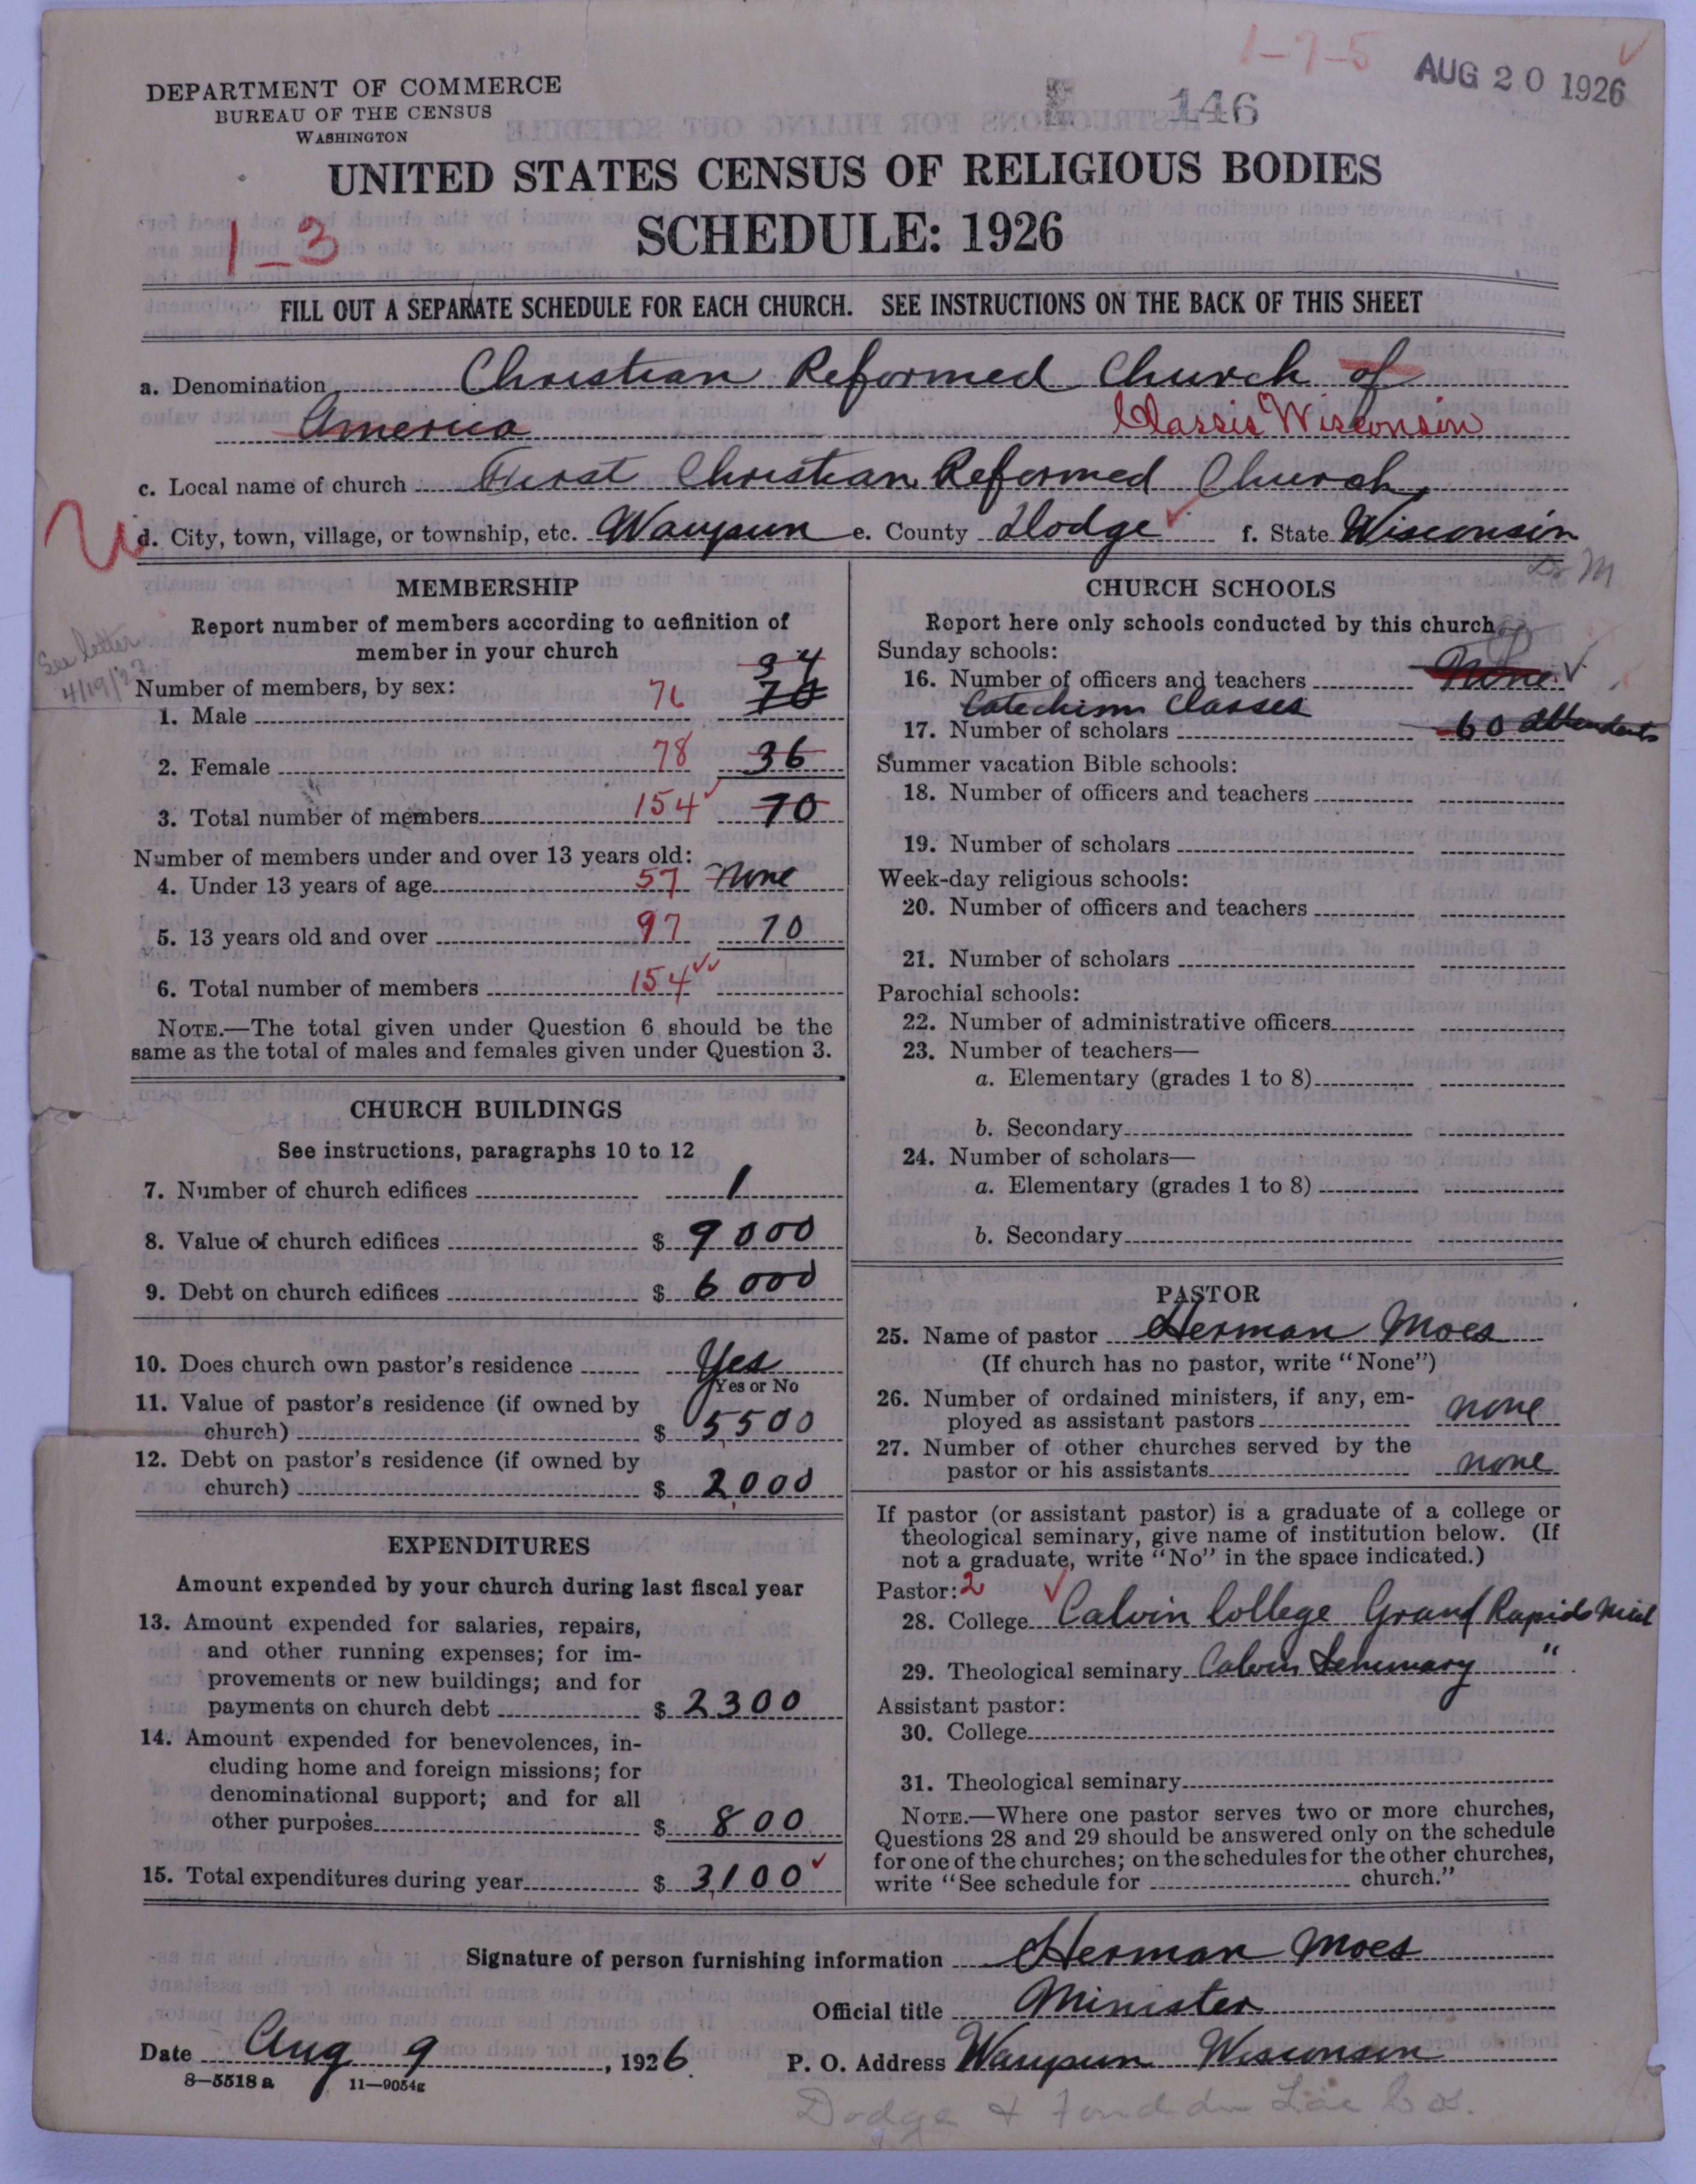 1-7-5
AUG 20 1926
146
DEPARTMENT OF COMMERCE
BUREAU OF THE CENSUS
WASHINGTON
UNITED STATES CENSUS OF RELIGIOUS BODIES
1_3
SCHEDULE: 1926
FILL OUT A SEPARATE SCHEDULE FOR EACH CHURCH. SEE INSTRUCTIONS ON THE BACK OF THIS SHEET
a. Denomination Christian Reformed Church of
America Classis Wisconsin
c. Local name of church First Christian Reformed Church
d. City, town, village, or township, etc. Waupun e. County Dodge f. State Wisconsin
MEMBERSHIP
Report number of members according to definition of
member in your church
See letter
4/19/27
Number of members, by sex:
34
1. Male 76 70
2. Female 78 36
3. Total number of members 154 70
Number of members under and over 13 years old:
4. Under 13 years of age 57 None
5. 13 years old and over 97 70
6. Total number of members 154
NOTE.—The total given under Question 6 should be the
same as the total of males and females given under Question 3.
CHURCH BUILDINGS
See instructions, paragraphs 10 to 12
7. Number of church edifices 1
8. Value of church edifices $ 9000
9. Debt on church edifices $ 6000
10. Does church own pastor's residence Yes
Yes or No
11. Value of pastor's residence (if owned by
church) $ 5500
12. Debt on pastor's residence (if owned by
church) $ 2000
EXPENDITURES
Amount expended by your church during last fiscal year
13. Amount expended for salaries, repairs,
and other running expenses; for im-
provements or new buildings; and for
payments on church debt $ 2300
14. Amount expended for benevolences, in-
cluding home and foreign missions; for
denominational support; and for all
other purposes $ 800
15. Total expenditures during year $ 3100
CHURCH SCHOOLS
Report here only schools conducted by this church
Sunday schools:
16. Number of officers and teachers None
Catechism Classes
17. Number of scholars 60 attendents
Summer vacation Bible schools:
18. Number of officers and teachers
19. Number of scholars
Week-day religious schools:
20. Number of officers and teachers
21. Number of scholars
Parochial schools:
22. Number of administrative officers
23. Number of teachers—
a. Elementary (grades 1 to 8)
b. Secondary
24. Number of scholars—
a. Elementary (grades 1 to 8)
b. Secondary
PASTOR
25. Name of pastor Herman Moes
(If church has no pastor, write "None")
26. Number of ordained ministers, if any, em-
ployed as assistant pastors none
27. Number of other churches served by the
pastor or his assistants none
If pastor (or assistant pastor) is a graduate of a college or
theological seminary, give name of institution below. (If
not a graduate, write "No" in the space indicated.)
Pastor: 2
28. College Calvin College Grand Rapids Mich
29. Theological seminary Calvin Seminary "
Assistant pastor:
30. College
31. Theological seminary
NOTE.—Where one pastor serves two or more churches,
Questions 28 and 29 should be answered only on the schedule
for one of the churches; on the schedules for the other churches,
write "See schedule for church."
Signature of person furnishing information Herman Moes
Official title Minister
Date Aug 9, 1926 P. O. Address Waupun Wisconsin
8-5518 a 11-9054g
Dodge & Fond du Lac Cos.